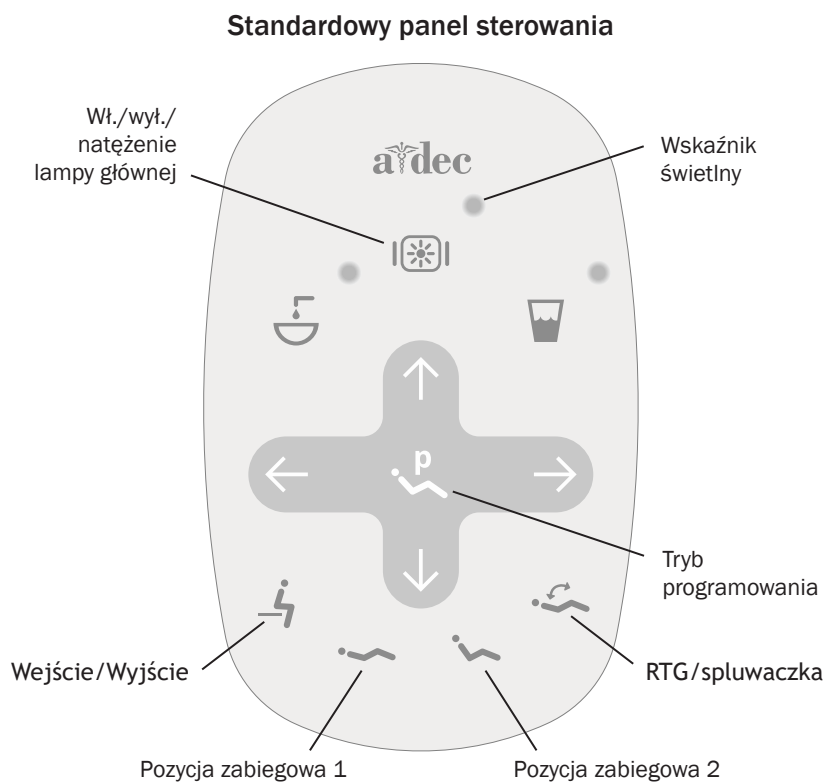 Standardowy panel sterowania
Wł./wył./
natężenie
lampy głównej
a dec
Wskaźnik
świetlny
p
Tryb
programowania
Wejście/Wyjście
RTG/spluwaczka
Pozycja zabiegowa 1
Pozycja zabiegowa 2